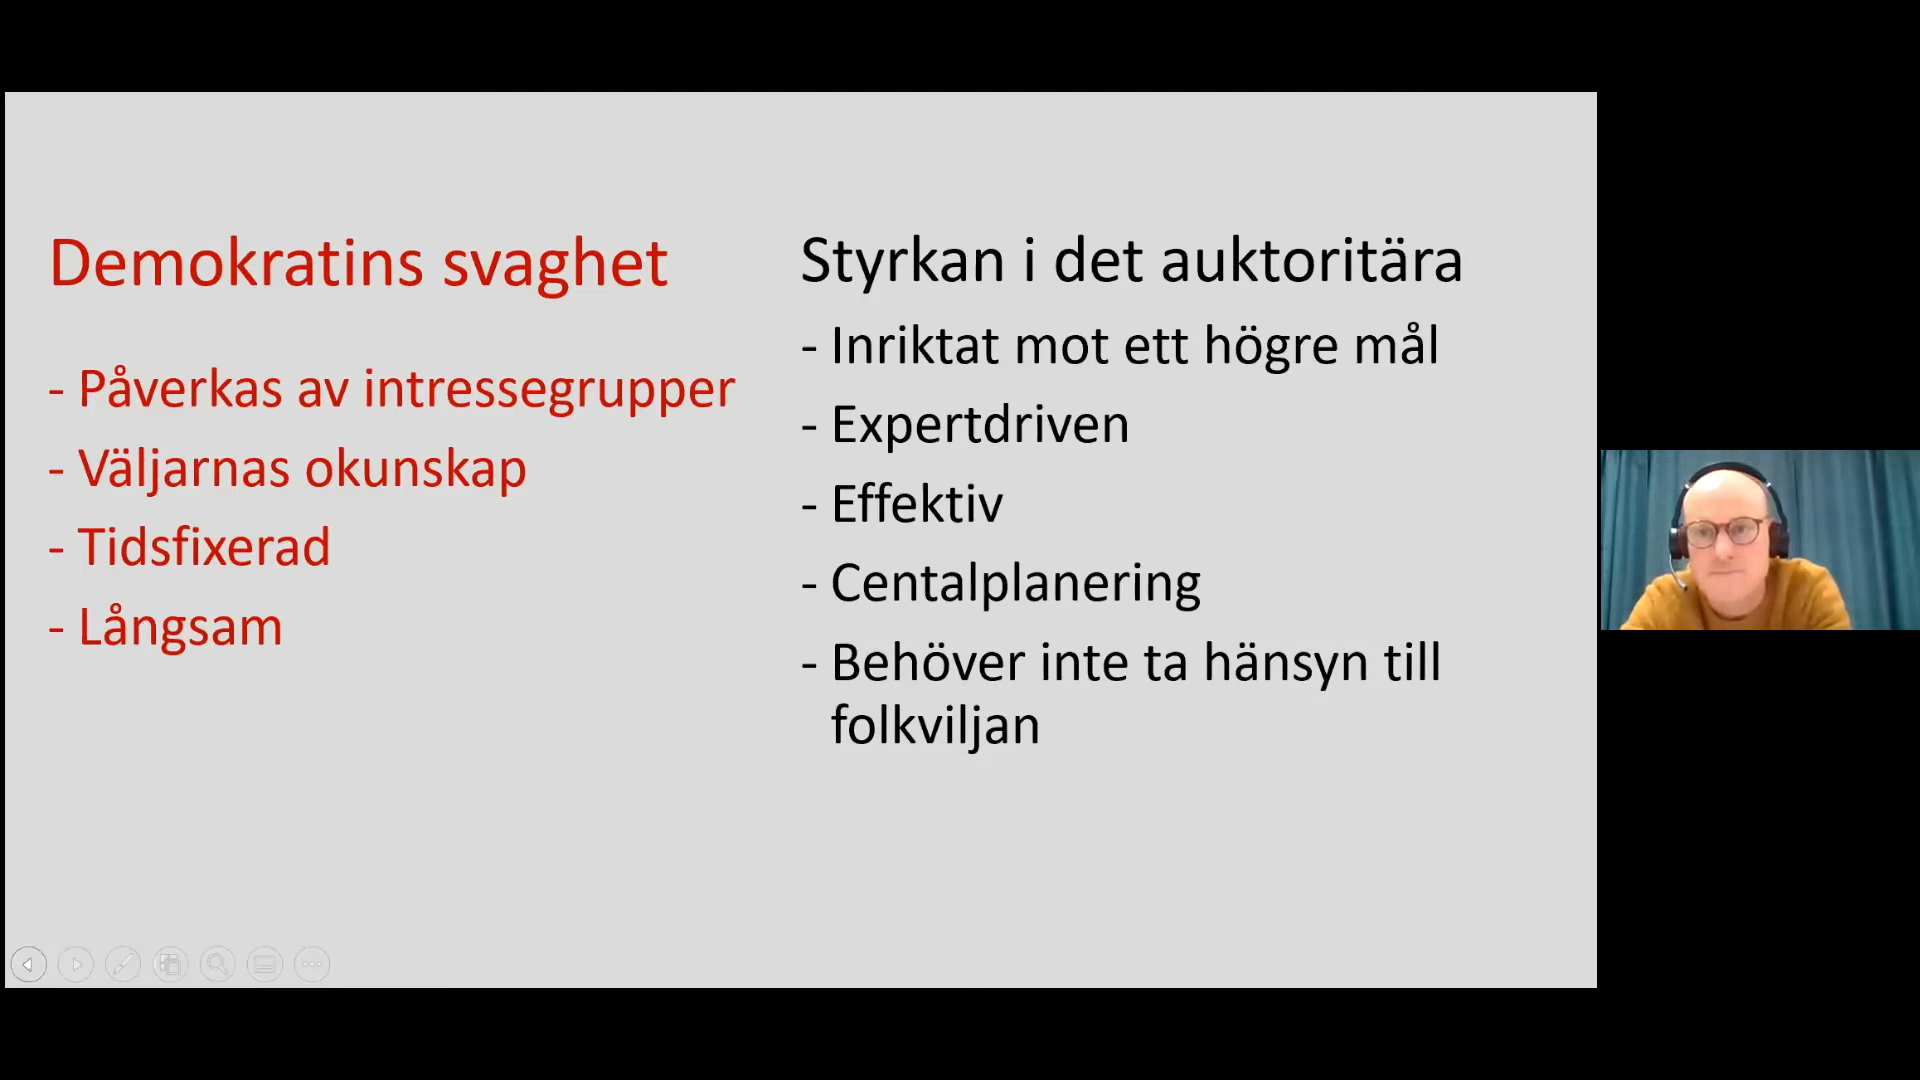 Demokratins svaghet
- Påverkas av intressegrupper
- Väljarnas okunskap
- Tidsfixerad
- Långsam
Styrkan i det auktoritära
- Inriktat mot ett högre mål
- Expertdriven
- Effektiv
- Centalplanering
- Behöver inte ta hänsyn till
folkviljan